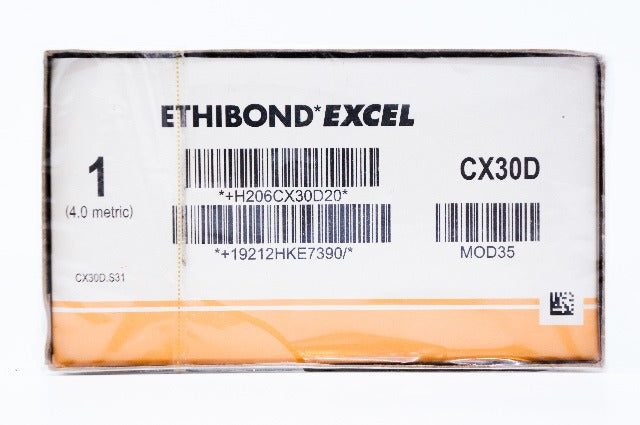 ETHIBOND*EXCEL
1
(4.0 metric)
CX30D
*+H206CX30D20*
*+19212HKE7390/*
MOD35
CX30D.S31